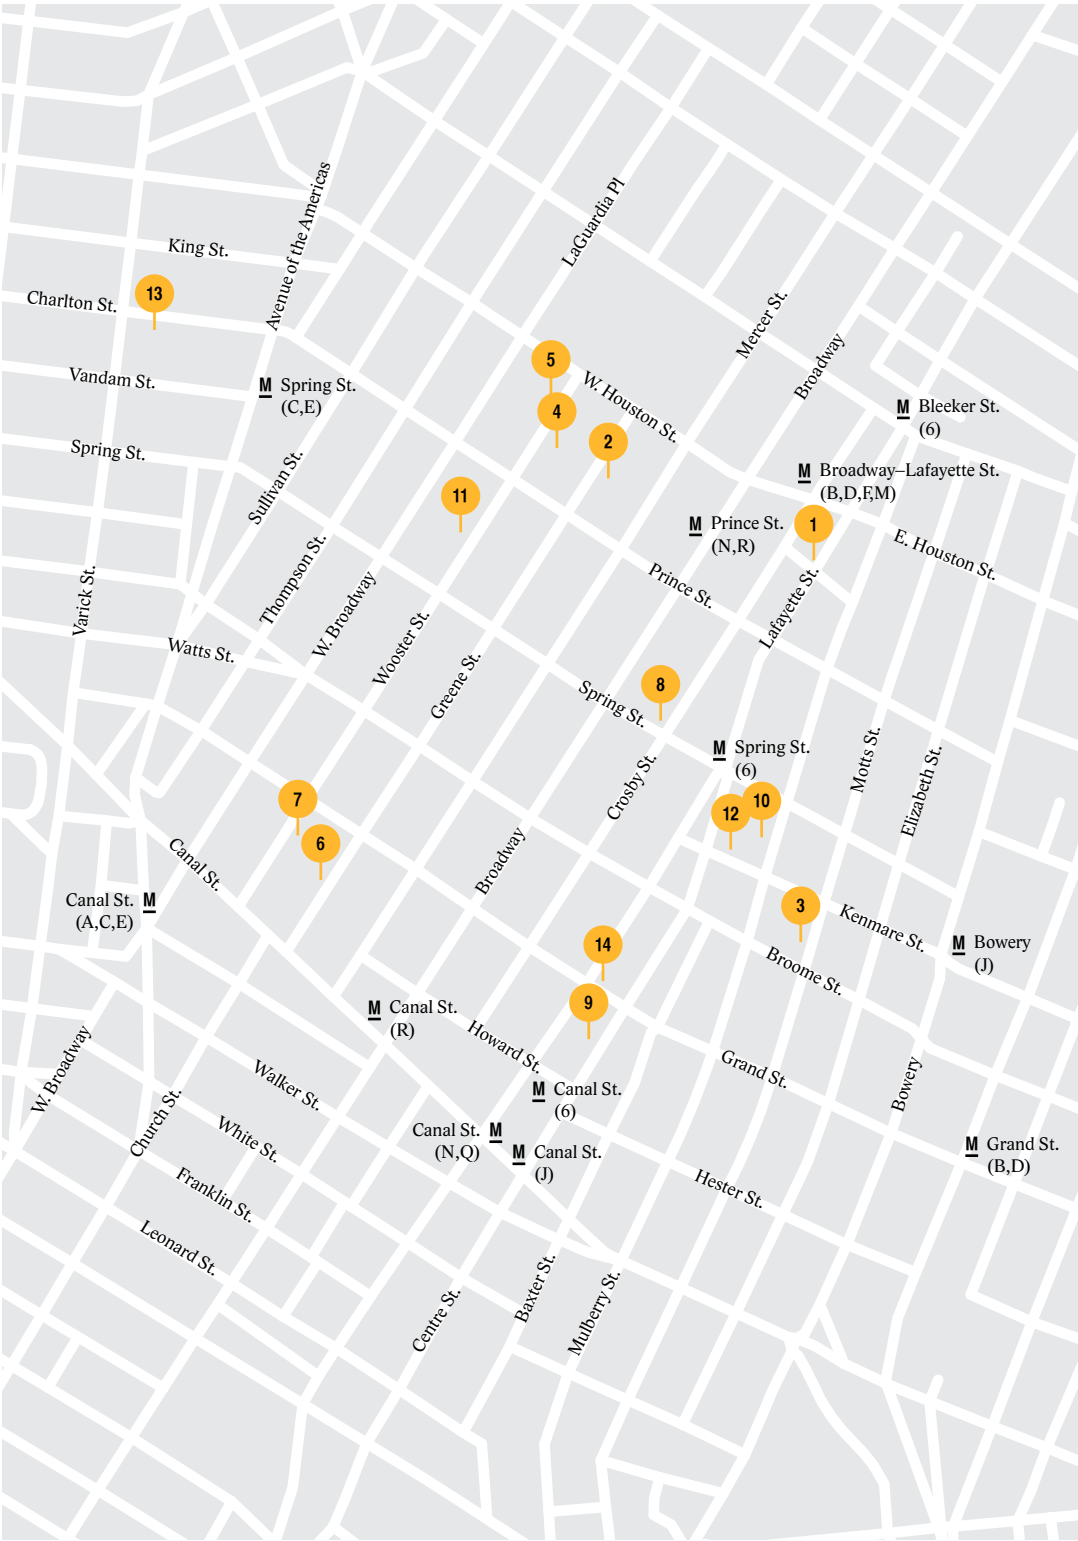 LaGuardia Pl
Avenue of the Americas
King St.
13
Charlton St.
Mercer St.
Broadway
5
Vandam St.
M Spring St.
(C,E)
W. Houston St.
4
M Bleeker St.
(6)
2
Spring St.
Sullivan St.
M Broadway–Lafayette St.
(B,D,F,M)
11
M Prince St.
(N,R)
1
E. Houston St.
Varick St.
Thompson St.
W. Broadway
Prince St.
Lafayette St.
Watts St.
Wooster St.
Greene St.
8
Spring St.
M Spring St.
(6)
Motts St.
Elizabeth St.
Crosby St.
7
12
10
6
Canal St.
Broadway
Canal St. M
(A,C,E)
3
Kenmare St.
14
M Bowery
(J)
Broome St.
9
M Canal St.
(R)
Howard St.
W. Broadway
Walker St.
Grand St.
Bowery
M Canal St.
(6)
Church St.
White St.
Canal St. M
(N,Q)
M Canal St.
(J)
M Grand St.
(B,D)
Franklin St.
Hester St.
Leonard St.
Centre St.
Baxter St.
Mulberry St.